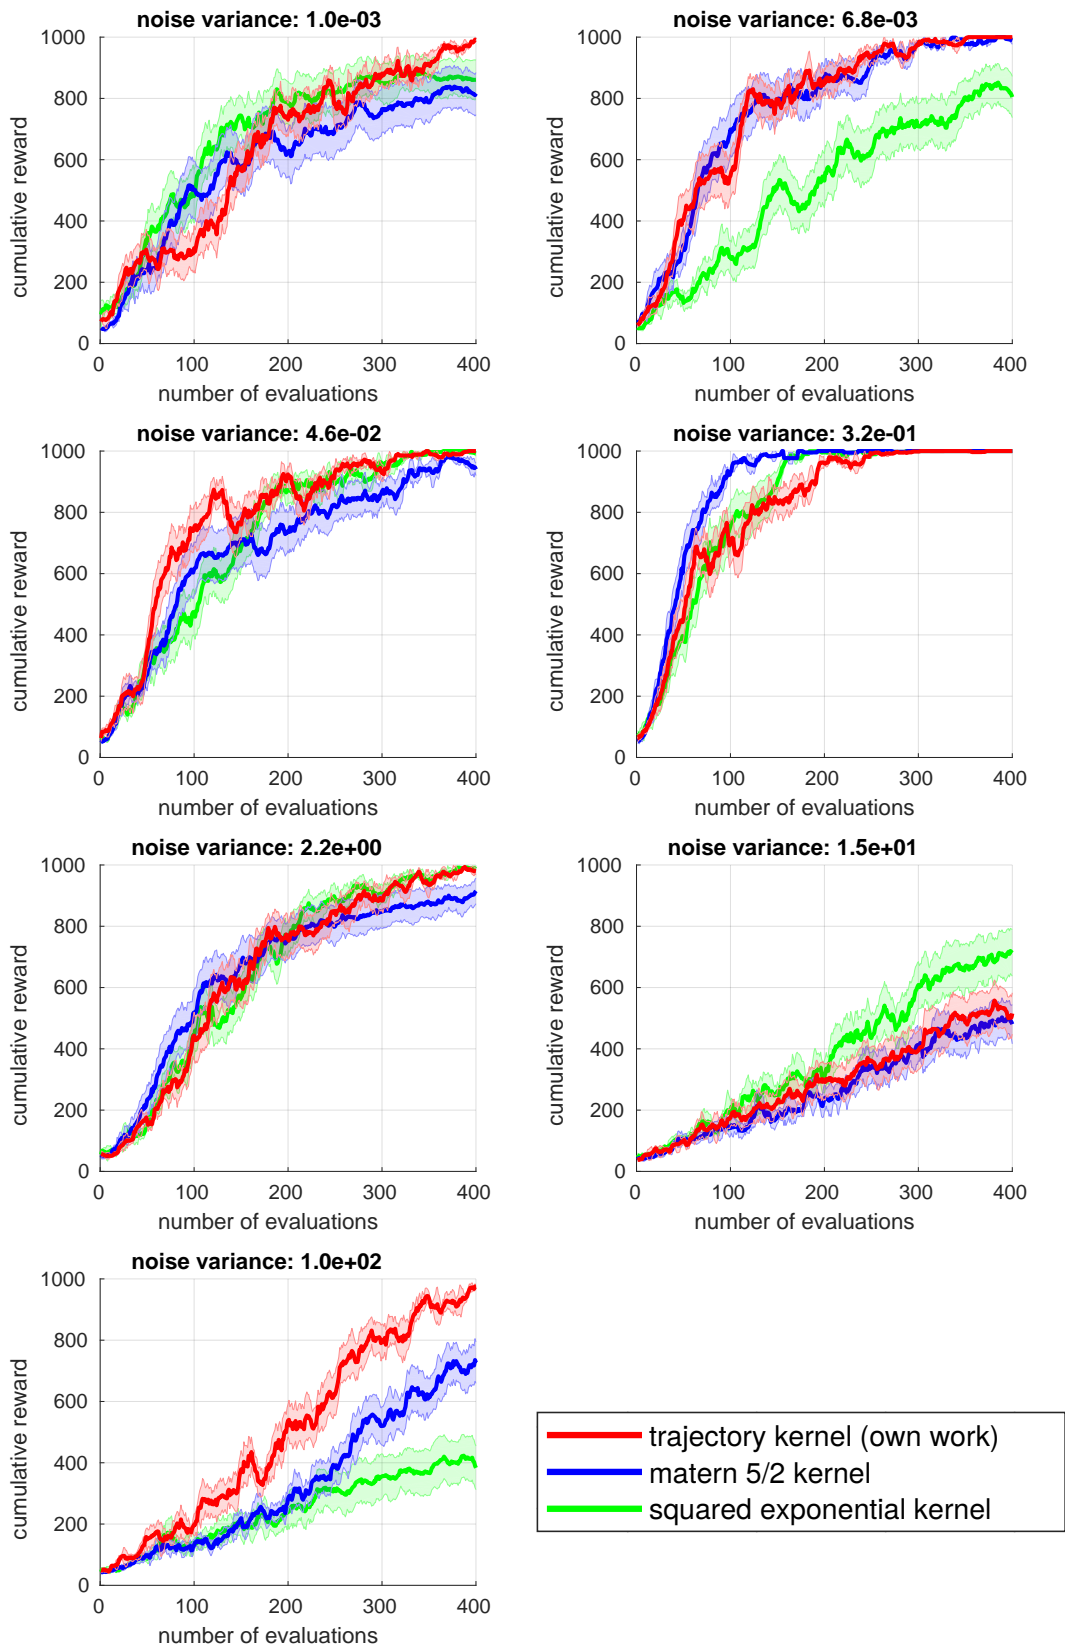 noise variance: 1.0e-03
1000
800
600
400
200
0
cumulative reward
0 100 200 300 400
number of evaluations
noise variance: 6.8e-03
1000
800
600
400
200
0
cumulative reward
0 100 200 300 400
number of evaluations
noise variance: 4.6e-02
1000
800
600
400
200
0
cumulative reward
0 100 200 300 400
number of evaluations
noise variance: 3.2e-01
1000
800
600
400
200
0
cumulative reward
0 100 200 300 400
number of evaluations
noise variance: 2.2e+00
1000
800
600
400
200
0
cumulative reward
0 100 200 300 400
number of evaluations
noise variance: 1.5e+01
1000
800
600
400
200
0
cumulative reward
0 100 200 300 400
number of evaluations
noise variance: 1.0e+02
1000
800
600
400
200
0
cumulative reward
0 100 200 300 400
number of evaluations
trajectory kernel (own work)
matern 5/2 kernel
squared exponential kernel